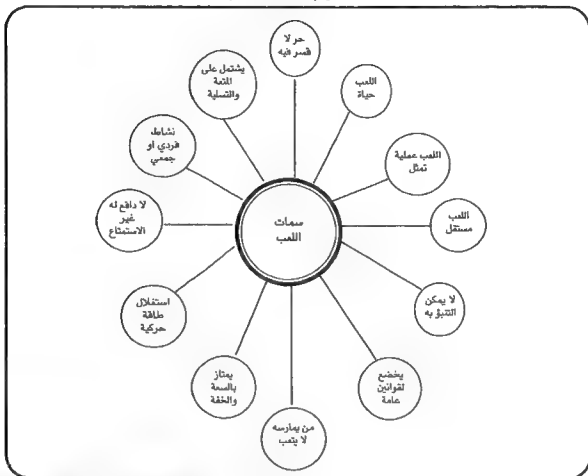 سمات
اللعب
حر لا
قسر فيه
اللعب
حياة
اللعب عملية
تمثل
اللعب
مستقل
لا يمكن
التنبؤ به
يخضع
لقوانين
عامة
من يمارسه
لا يتعب
يمتاز
بالسعة
والخفة
استغلال
طاقة
حركية
لا دافع له
غير
الاستمتاع
نشاط
فردي او
جمعي
يشتمل على
المتعة
والتسلية